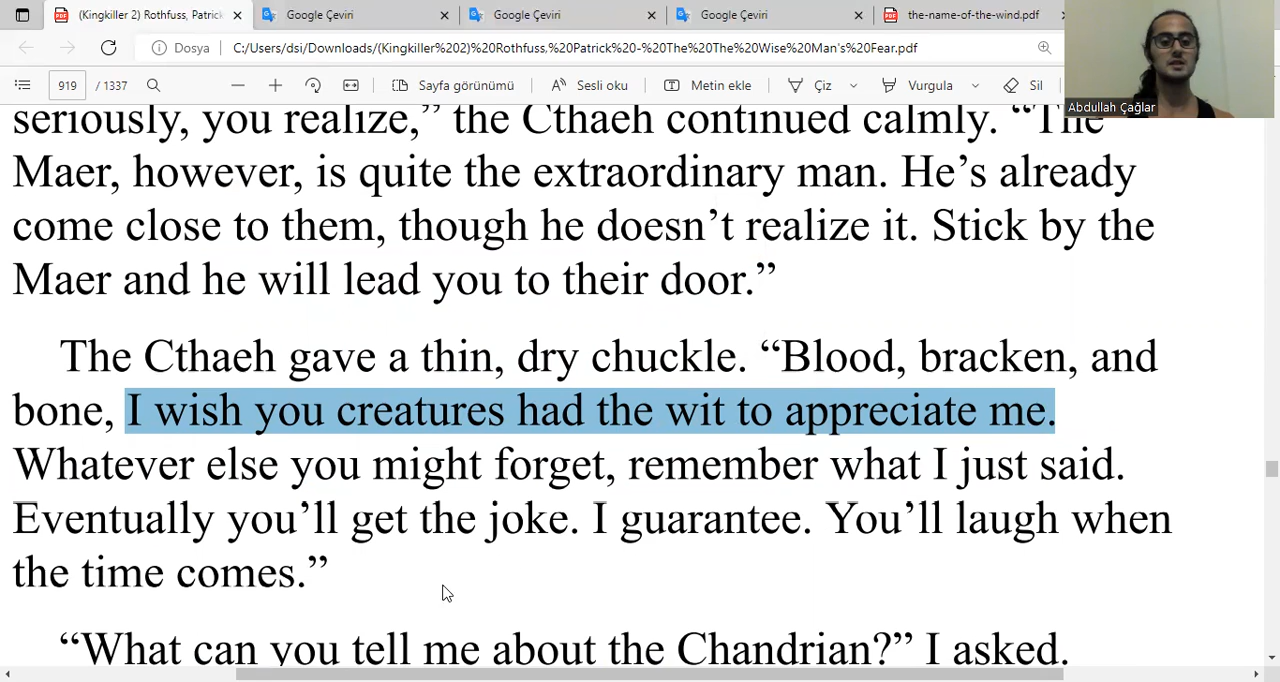 (Kingkiller 2) Rothfuss, Patrick
Google Çeviri
Google Çeviri
Google Çeviri
the-name-of-the-wind.pdf
Dosya
C:/Users/dsi/Downloads/(Kingkiller%202)%20Rothfuss,%20Patrick%20-%20The%20The%20Wise%20Man's%20Fear.pdf
919 / 1337
Sayfa görünümü
Sesli oku
Metin ekle
Çiz
Vurgula
Sil
Abdullah Çağlar
seriously, you realize,” the Cthaeh continued calmly. “The
Maer, however, is quite the extraordinary man. He’s already
come close to them, though he doesn’t realize it. Stick by the
Maer and he will lead you to their door.”
The Cthaeh gave a thin, dry chuckle. “Blood, bracken, and
bone, I wish you creatures had the wit to appreciate me.
Whatever else you might forget, remember what I just said.
Eventually you’ll get the joke. I guarantee. You’ll laugh when
the time comes.”
“What can you tell me about the Chandrian?” I asked.